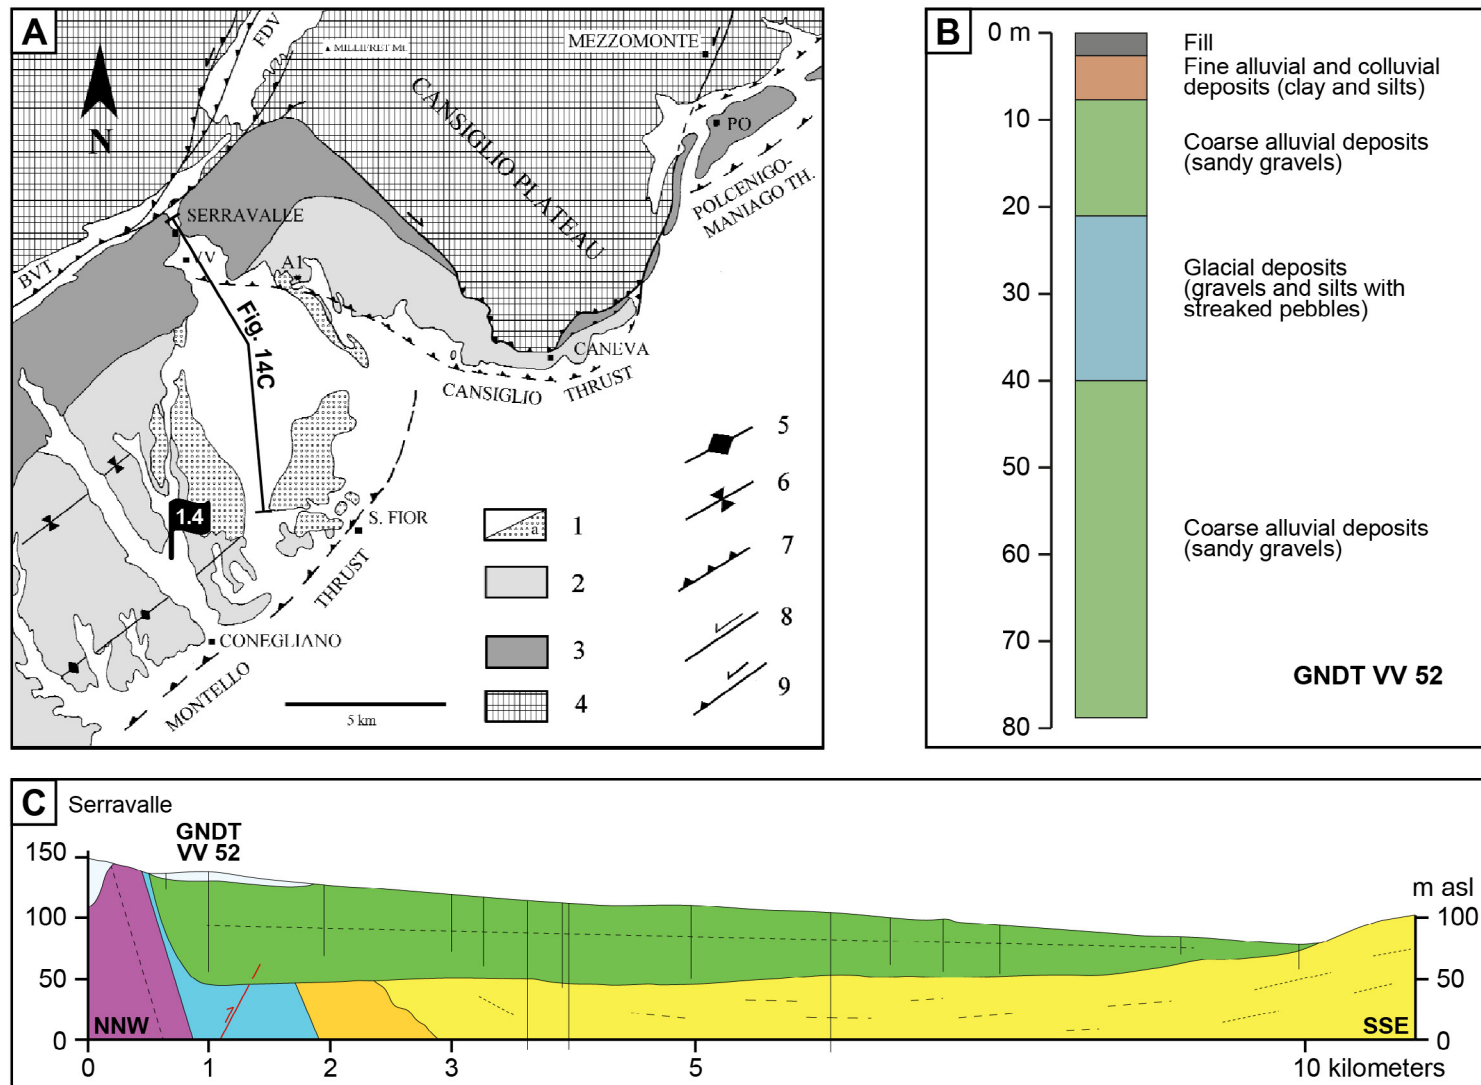 A
FDV
▲ MILLIFRET Mt.
MEZZOMONTE
N
CANSIGLIO PLATEAU
PO
POLCENIGO-
MANIAGO TH.
SERRAVALLE
VV
A1
BVT
Fig. 14C
CANEVA
CANSIGLIO THRUST
1.4
S. FIOR
THRUST
CONEGLIANO
MONTELLO
5 km
a
1
2
3
4
5
6
7
8
9
B
0 m
10
20
30
40
50
60
70
80
Fill
Fine alluvial and colluvial
deposits (clay and silts)
Coarse alluvial deposits
(sandy gravels)
Glacial deposits
(gravels and silts with
streaked pebbles)
Coarse alluvial deposits
(sandy gravels)
GNDT VV 52
C
Serravalle
GNDT
VV 52
150
100
50
0
NNW
m asl
100
50
0
SSE
0
1
2
3
5
10 kilometers